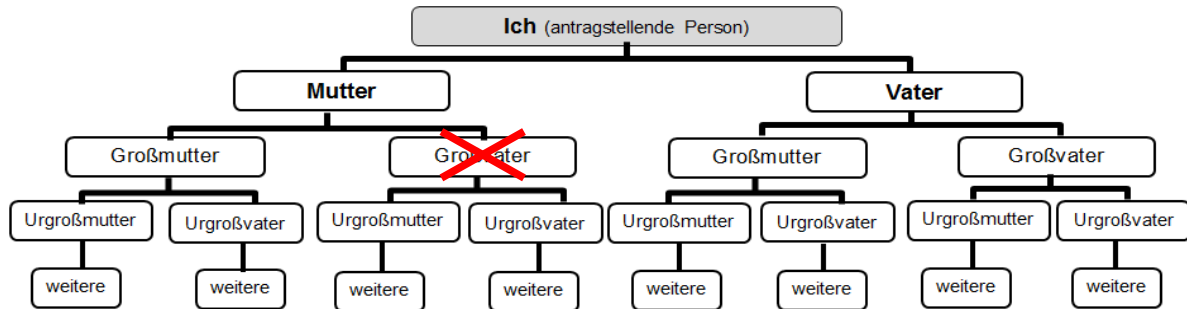 Ich (antragstellende Person)
Mutter
Vater
Großmutter
Großvater
Großmutter
Großvater
Urgroßmutter
Urgroßvater
Urgroßmutter
Urgroßvater
Urgroßmutter
Urgroßvater
Urgroßmutter
Urgroßvater
weitere
weitere
weitere
weitere
weitere
weitere
weitere
weitere